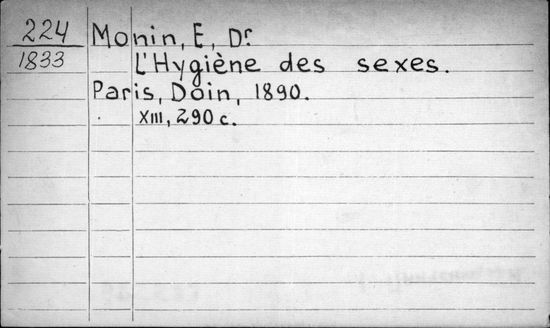 224 Monin, E, Dr.
1833 L'Hygiène des sexes.
Paris, Doin, 1890.
XIII, 290 c.